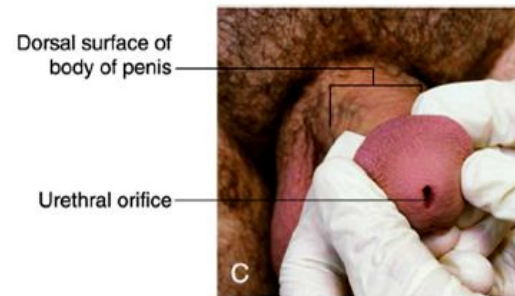 Dorsal surface of
body of penis
Urethral orifice
C